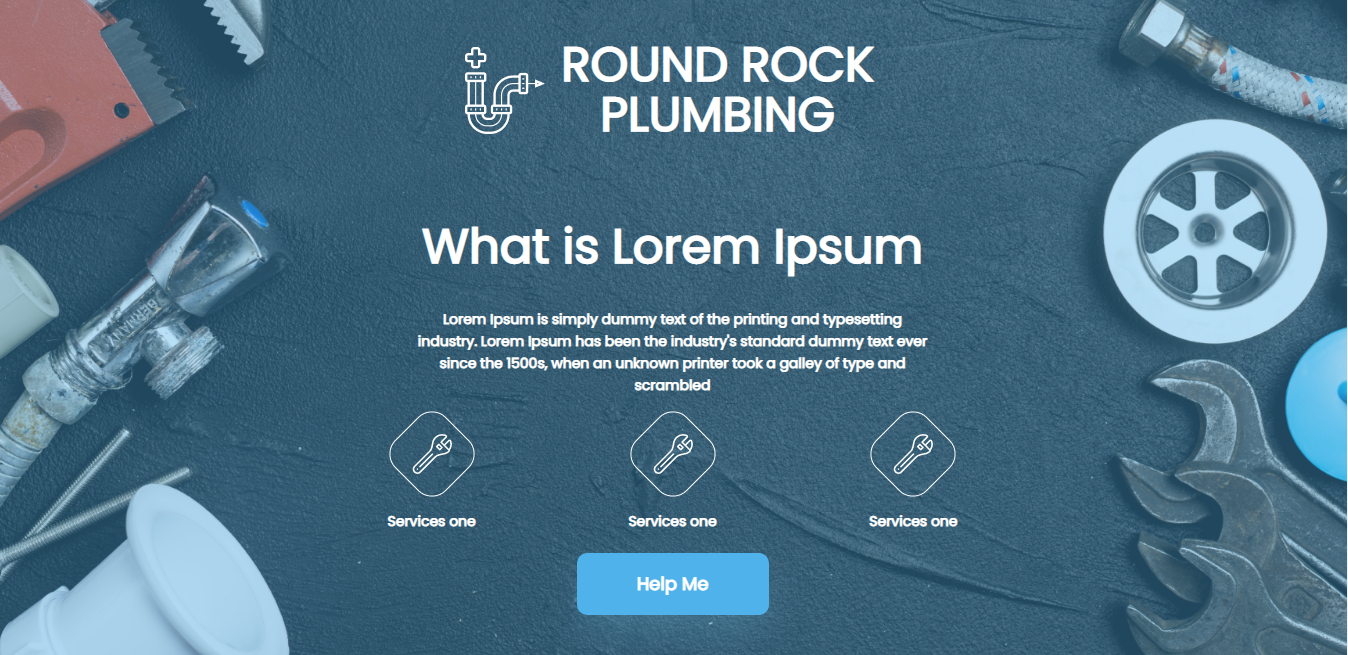 ROUND ROCK
PLUMBING
What is Lorem Ipsum
Lorem Ipsum is simply dummy text of the printing and typesetting
industry. Lorem Ipsum has been the industry's standard dummy text ever
since the 1500s, when an unknown printer took a galley of type and
scrambled
Services one
Services one
Services one
Help Me